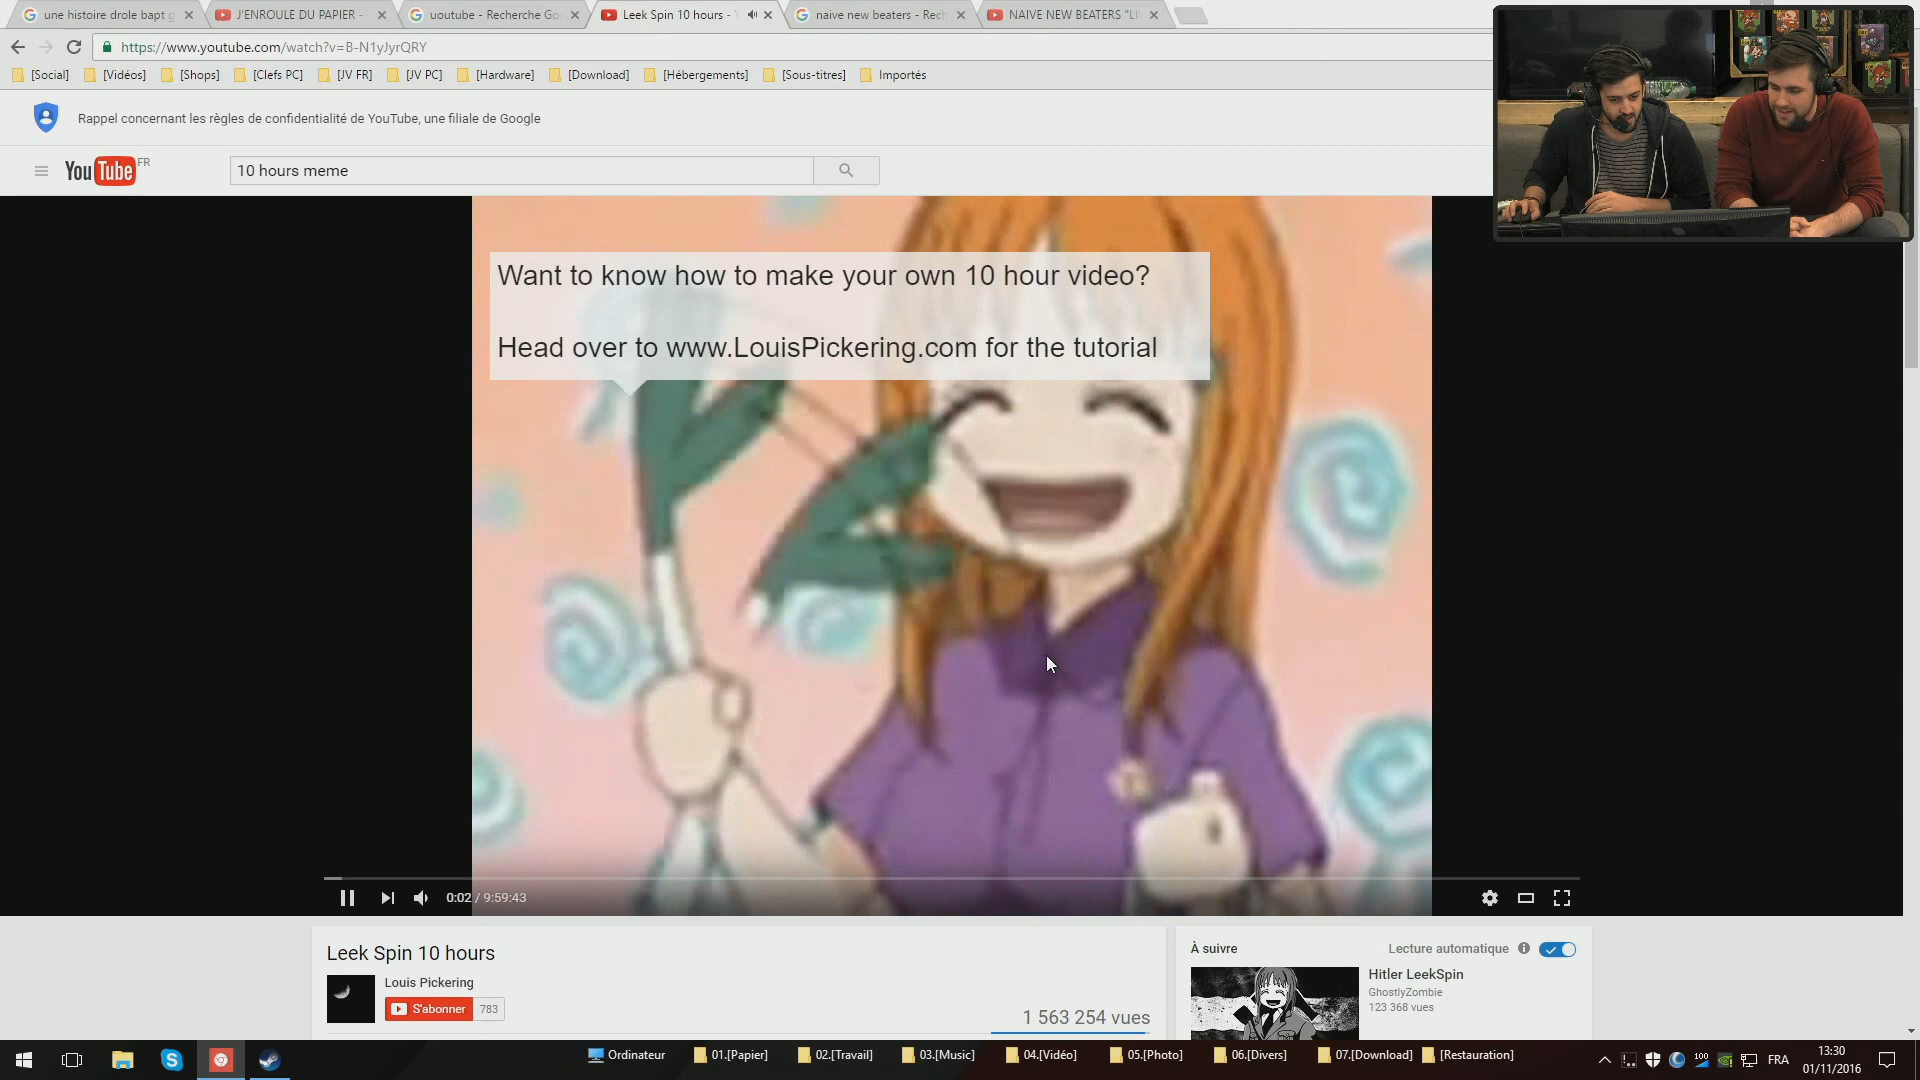 une histoire drole bapt g
J'ENROULE DU PAPIER -
uoutube - Recherche Go
Leek Spin 10 hours -
naive new beaters - Rech
NAIVE NEW BEATERS "LI
https://www.youtube.com/watch?v=B-N1yJyrQRY
[Social]
[Vidéos]
[Shops]
[Clefs PC]
[JV FR]
[JV PC]
[Hardware]
[Download]
[Hébergements]
[Sous-titres]
Importés
Rappel concernant les règles de confidentialité de YouTube, une filiale de Google
YouTube FR
10 hours meme
Want to know how to make your own 10 hour video?
Head over to www.LouisPickering.com for the tutorial
0:02 / 9:59:43
Leek Spin 10 hours
Louis Pickering
S'abonner 783
1 563 254 vues
À suivre
Lecture automatique
Hitler LeekSpin
GhostlyZombie
123 368 vues
Ordinateur
01.[Papier]
02.[Travail]
03.[Music]
04.[Vidéo]
05.[Photo]
06.[Divers]
07.[Download]
[Restauration]
100
FRA
13:30
01/11/2016